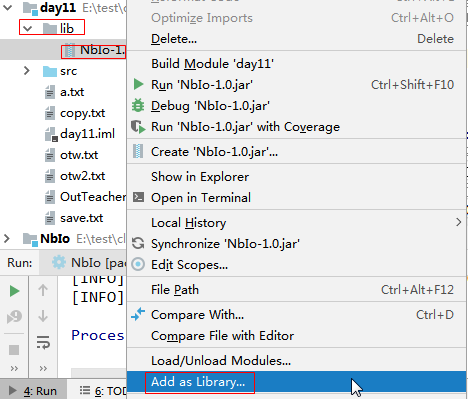 day11 E:\test\cl
lib
NbIo-1.
src
a.txt
copy.txt
day11.iml
otw.txt
otw2.txt
OutTeacher
save.txt
NbIo E:\test\cl
Run: NbIo [pac
[INFO]
[INFO]
Proces
4: Run 6: TOD
Optimize Imports Ctrl+Alt+O
Delete... Delete
Build Module 'day11'
Run 'NbIo-1.0.jar' Ctrl+Shift+F10
Debug 'NbIo-1.0.jar'
Run 'NbIo-1.0.jar' with Coverage
Create 'NbIo-1.0.jar'...
Show in Explorer
Open in Terminal
Local History
Synchronize 'NbIo-1.0.jar'
Edit Scopes...
File Path Ctrl+Alt+F12
Compare With... Ctrl+D
Compare File with Editor
Load/Unload Modules...
Add as Library...